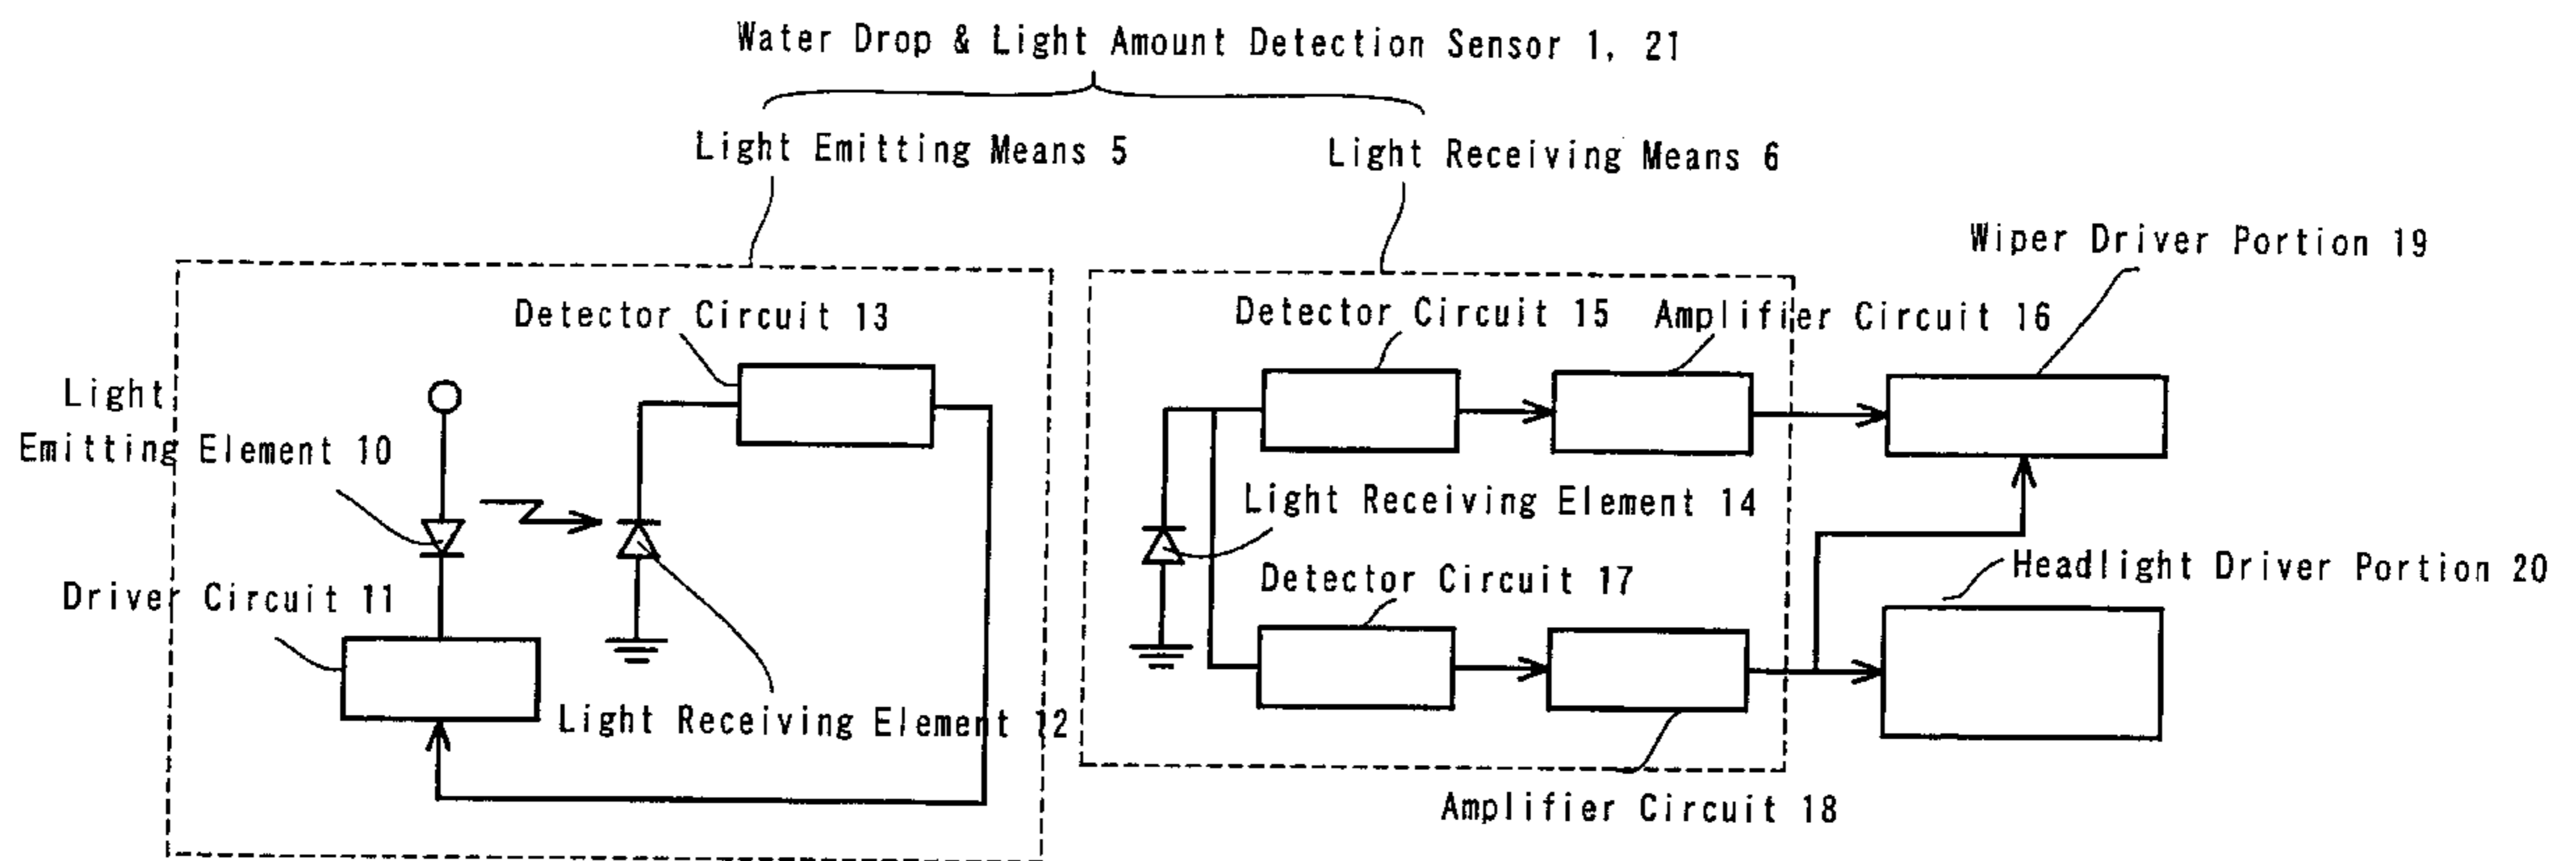 Water Drop & Light Amount Detection Sensor 1, 21
Light Emitting Means 5
Light Receiving Means 6
Wiper Driver Portion 19
Detector Circuit 13
Detector Circuit 15
Amplifier Circuit 16
Light
Emitting Element 10
Light Receiving Element 14
Detector Circuit 17
Headlight Driver Portion 20
Driver Circuit 11
Light Receiving Element 12
Amplifier Circuit 18